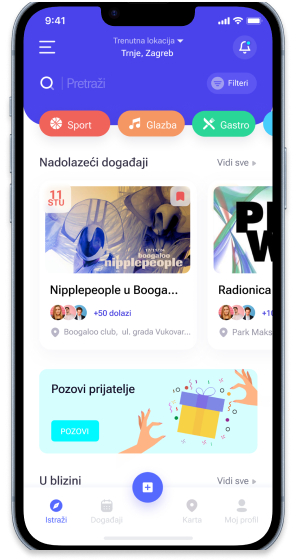 9:41
Trenutna lokacija
Trnje, Zagreb
Pretraži
Filteri
Sport
Glazba
Gastro
Nadolazeći događaji
Vidi sve
11
STU
boogaloo
nipplepeople
Nipplepeople u Booga...
+50 dolazi
Boogaloo club, ul. grada Vukovar...
Radionica
Park Maks
Pozovi prijatelje
POZOVI
U blizini
Vidi sve
Istraži
Događaji
Karta
Moj profil